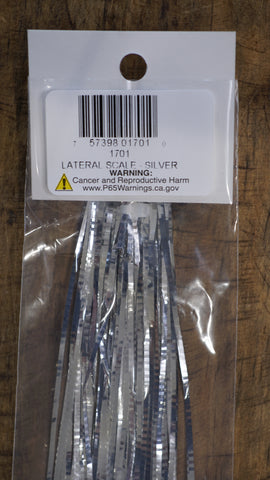 7 57398 01701 0
1701
LATERAL SCALE - SILVER
WARNING:
Cancer and Reproductive Harm
www.P65Warnings.ca.gov